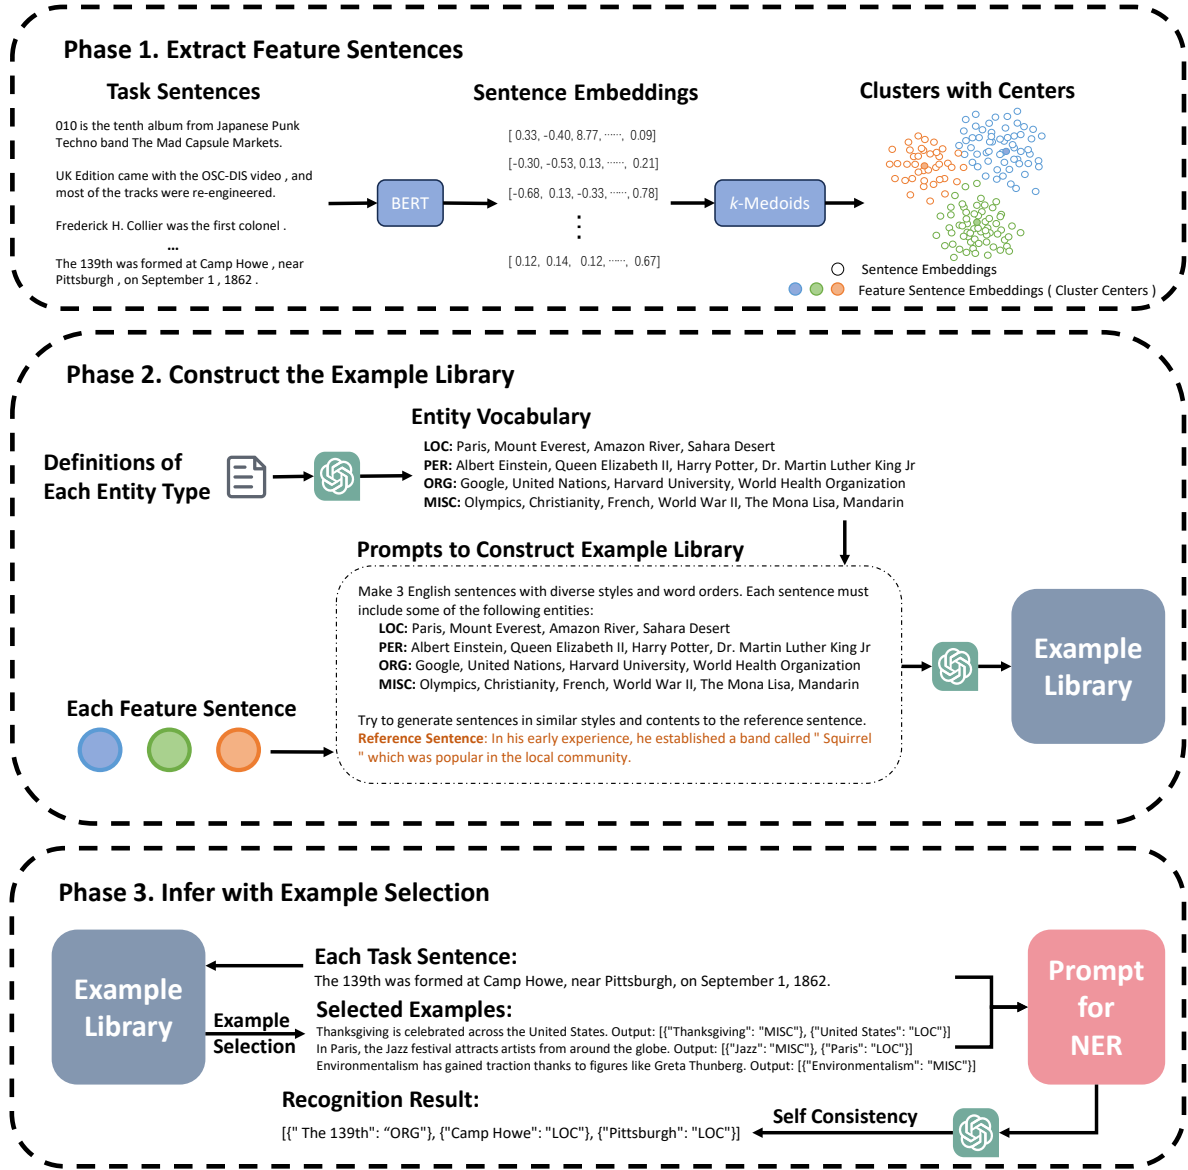 Phase 1. Extract Feature Sentences
Task Sentences
010 is the tenth album from Japanese Punk
Techno band The Mad Capsule Markets.
UK Edition came with the OSC-DIS video , and
most of the tracks were re-engineered.
Frederick H. Collier was the first colonel .
...
The 139th was formed at Camp Howe , near
Pittsburgh , on September 1 , 1862 .
BERT
Sentence Embeddings
[ 0.33, -0.40, 8.77, ······, 0.09]
[-0.30, -0.53, 0.13, ······, 0.21]
[-0.68, 0.13, -0.33, ······, 0.78]
[ 0.12, 0.14, 0.12, ······, 0.67]
k-Medoids
Clusters with Centers
Sentence Embeddings
Feature Sentence Embeddings ( Cluster Centers )
Phase 2. Construct the Example Library
Definitions of
Each Entity Type
Entity Vocabulary
LOC: Paris, Mount Everest, Amazon River, Sahara Desert
PER: Albert Einstein, Queen Elizabeth II, Harry Potter, Dr. Martin Luther King Jr
ORG: Google, United Nations, Harvard University, World Health Organization
MISC: Olympics, Christianity, French, World War II, The Mona Lisa, Mandarin
Prompts to Construct Example Library
Make 3 English sentences with diverse styles and word orders. Each sentence must
include some of the following entities:
LOC: Paris, Mount Everest, Amazon River, Sahara Desert
PER: Albert Einstein, Queen Elizabeth II, Harry Potter, Dr. Martin Luther King Jr
ORG: Google, United Nations, Harvard University, World Health Organization
MISC: Olympics, Christianity, French, World War II, The Mona Lisa, Mandarin
Try to generate sentences in similar styles and contents to the reference sentence.
Reference Sentence: In his early experience, he established a band called " Squirrel
" which was popular in the local community.
Each Feature Sentence
Example
Library
Phase 3. Infer with Example Selection
Example
Library
Example
Selection
Each Task Sentence:
The 139th was formed at Camp Howe, near Pittsburgh, on September 1, 1862.
Selected Examples:
Thanksgiving is celebrated across the United States. Output: [{"Thanksgiving": "MISC"}, {"United States": "LOC"}]
In Paris, the Jazz festival attracts artists from around the globe. Output: [{"Jazz": "MISC"}, {"Paris": "LOC"}]
Environmentalism has gained traction thanks to figures like Greta Thunberg. Output: [{"Environmentalism": "MISC"}]
Prompt
for
NER
Recognition Result:
[{" The 139th": “ORG"}, {"Camp Howe": "LOC"}, {"Pittsburgh": "LOC"}]
Self Consistency